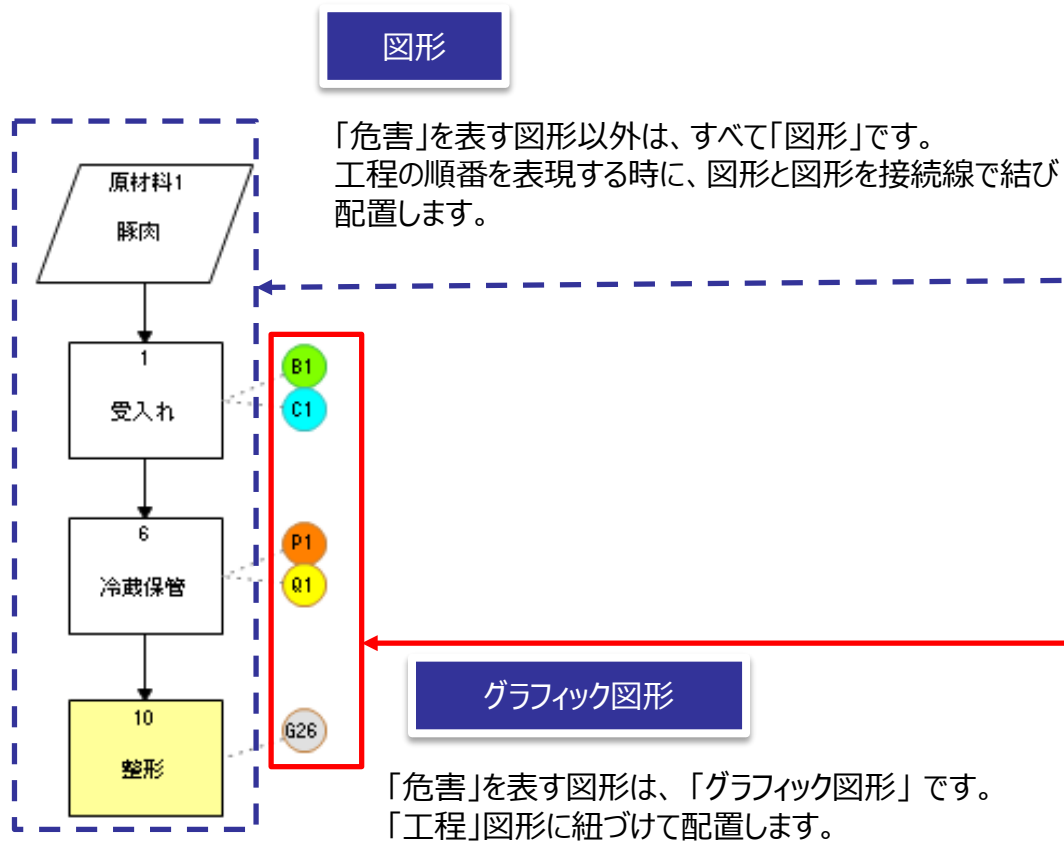 図形
「危害」を表す図形以外は、すべて「図形」です。
工程の順番を表現する時に、図形と図形を接続線で結び
配置します。
原材料1
豚肉
1
受入れ
B1
C1
6
冷蔵保管
P1
Q1
10
整形
G26
グラフィック図形
「危害」を表す図形は、「グラフィック図形」です。
「工程」図形に紐づけて配置します。